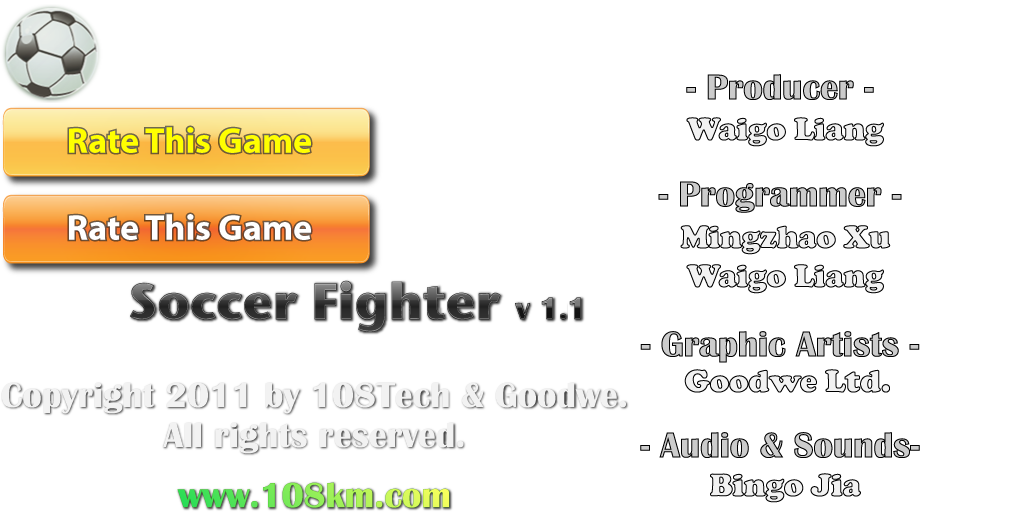 Rate This Game
Rate This Game
Soccer Fighter v 1.1
Copyright 2011 by 108Tech & Goodwe.
All rights reserved.
www.108km.com
- Producer -
Waigo Liang
- Programmer -
Mingzhao Xu
Waigo Liang
- Graphic Artists -
Goodwe Ltd.
- Audio & Sounds-
Bingo Jia